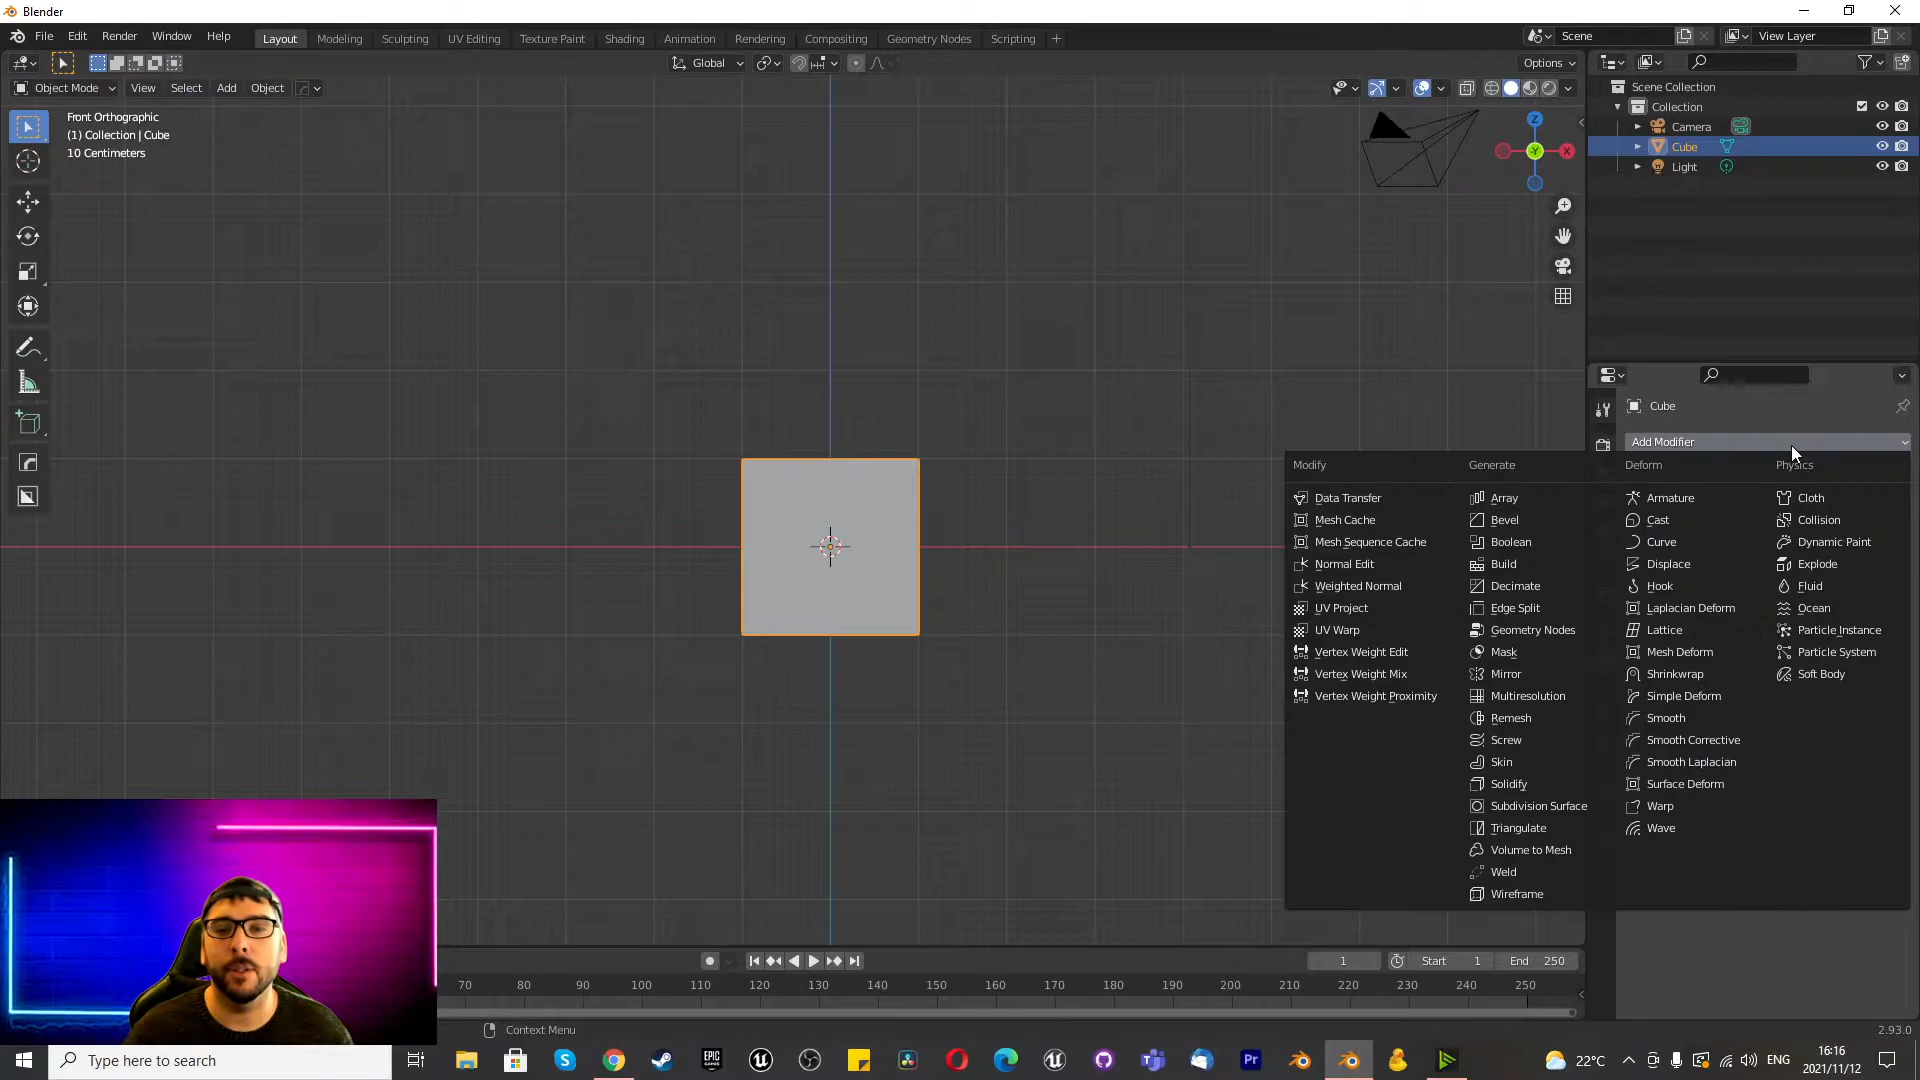 Blender
File Edit Render Window Help
Layout Modeling Sculpting UV Editing Texture Paint Shading Animation Rendering Compositing Geometry Nodes Scripting +
Scene
View Layer
Global
Options
Object Mode View Select Add Object
Front Orthographic
(1) Collection | Cube
10 Centimeters
Z
-Y
X
Scene Collection
Collection
Camera
Cube
Light
Cube
Add Modifier
Modify
Data Transfer
Mesh Cache
Mesh Sequence Cache
Normal Edit
Weighted Normal
UV Project
UV Warp
Vertex Weight Edit
Vertex Weight Mix
Vertex Weight Proximity
Generate
Array
Bevel
Boolean
Build
Decimate
Edge Split
Geometry Nodes
Mask
Mirror
Multiresolution
Remesh
Screw
Skin
Solidify
Subdivision Surface
Triangulate
Volume to Mesh
Weld
Wireframe
Deform
Armature
Cast
Curve
Displace
Hook
Laplacian Deform
Lattice
Mesh Deform
Shrinkwrap
Simple Deform
Smooth
Smooth Corrective
Smooth Laplacian
Surface Deform
Warp
Wave
Physics
Cloth
Collision
Dynamic Paint
Explode
Fluid
Ocean
Particle Instance
Particle System
Soft Body
1 Start 1 End 250
70 80 90 100 110 120 130 140 150 160 170 180 190 200 210 220 230 240 250
Context Menu
2.93.0
Type here to search
EPIC GAMES
Pr
22°C
ENG
16:16
2021/11/12